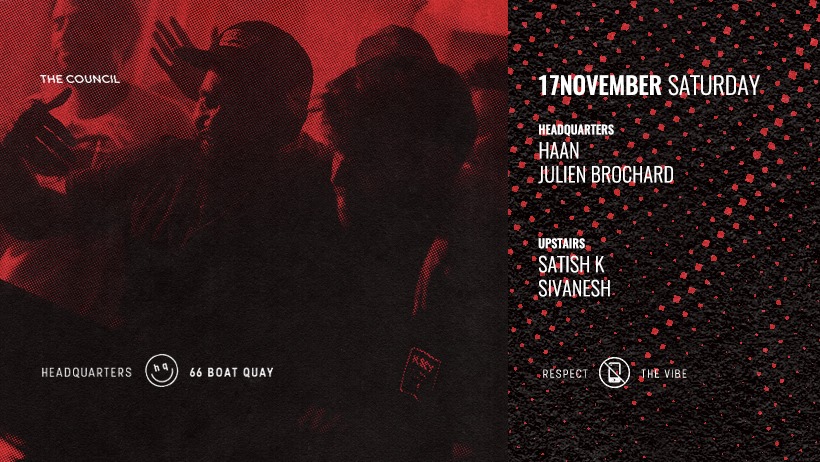 THE COUNCIL
HEADQUARTERS
hq
66 BOAT QUAY
17NOVEMBER SATURDAY
HEADQUARTERS
HAAN
JULIEN BROCHARD
UPSTAIRS
SATISH K
SIVANESH
RESPECT
THE VIBE